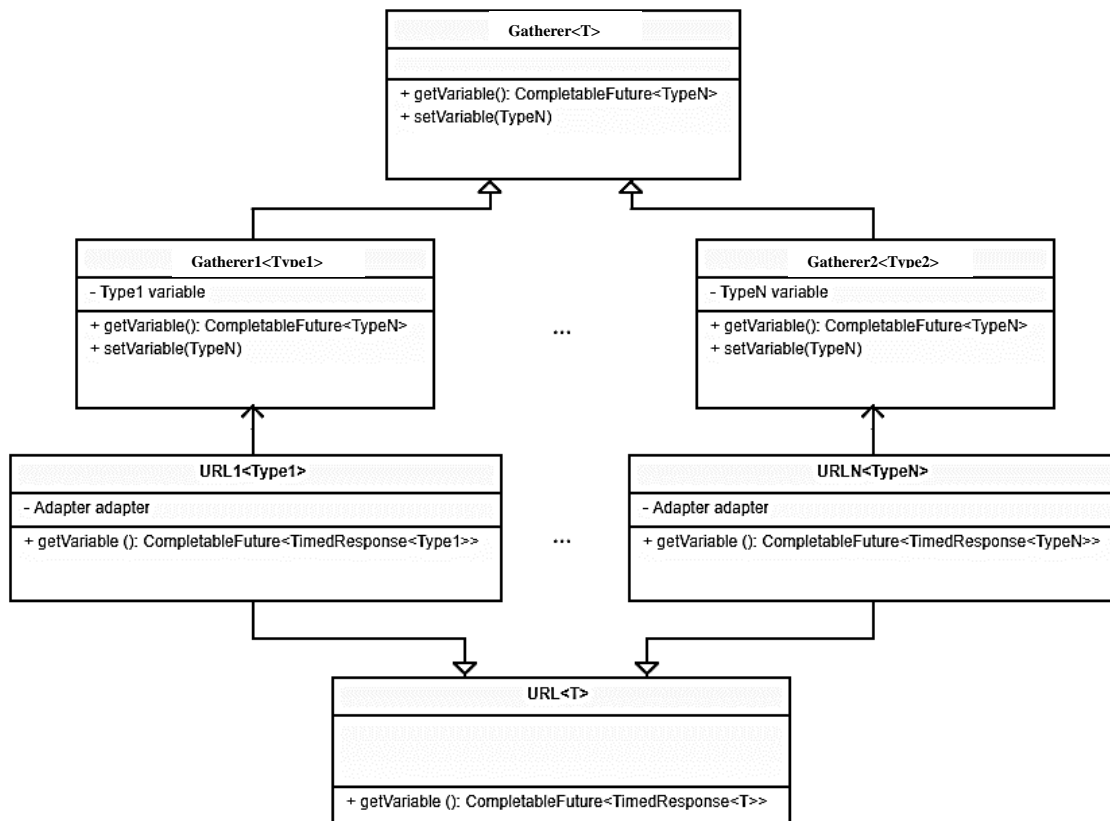 Gatherer<T>
+ getVariable(): CompletableFuture<TypeN>
+ setVariable(TypeN)
Gatherer1<Type1>
- Type1 variable
+ getVariable(): CompletableFuture<TypeN>
+ setVariable(TypeN)
...
Gatherer2<Type2>
- TypeN variable
+ getVariable(): CompletableFuture<TypeN>
+ setVariable(TypeN)
URL1<Type1>
- Adapter adapter
+ getVariable (): CompletableFuture<TimedResponse<Type1>>
...
URLN<TypeN>
- Adapter adapter
+ getVariable (): CompletableFuture<TimedResponse<TypeN>>
URL<T>
+ getVariable (): CompletableFuture<TimedResponse<T>>